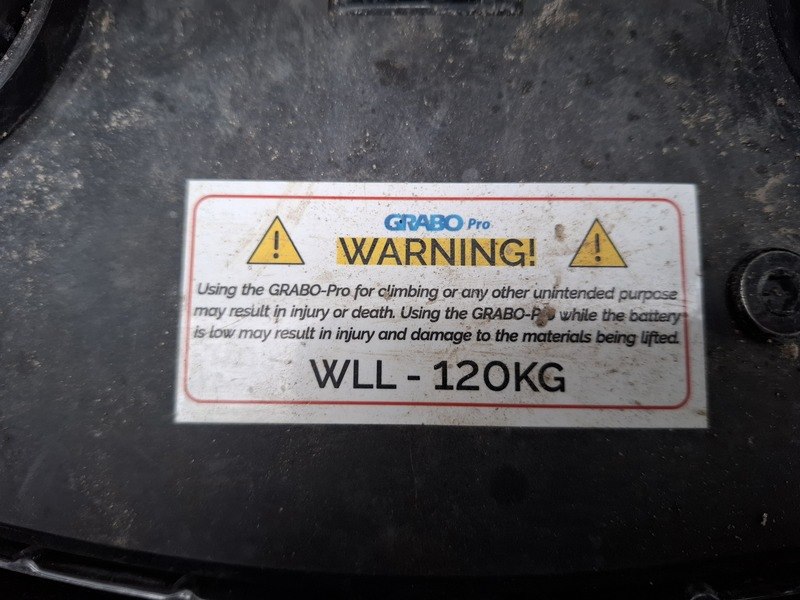 GRABO Pro
WARNING!
Using the GRABO-Pro for climbing or any other unintended purpose
may result in injury or death. Using the GRABO-Pro while the battery
is low may result in injury and damage to the materials being lifted.
WLL - 120KG